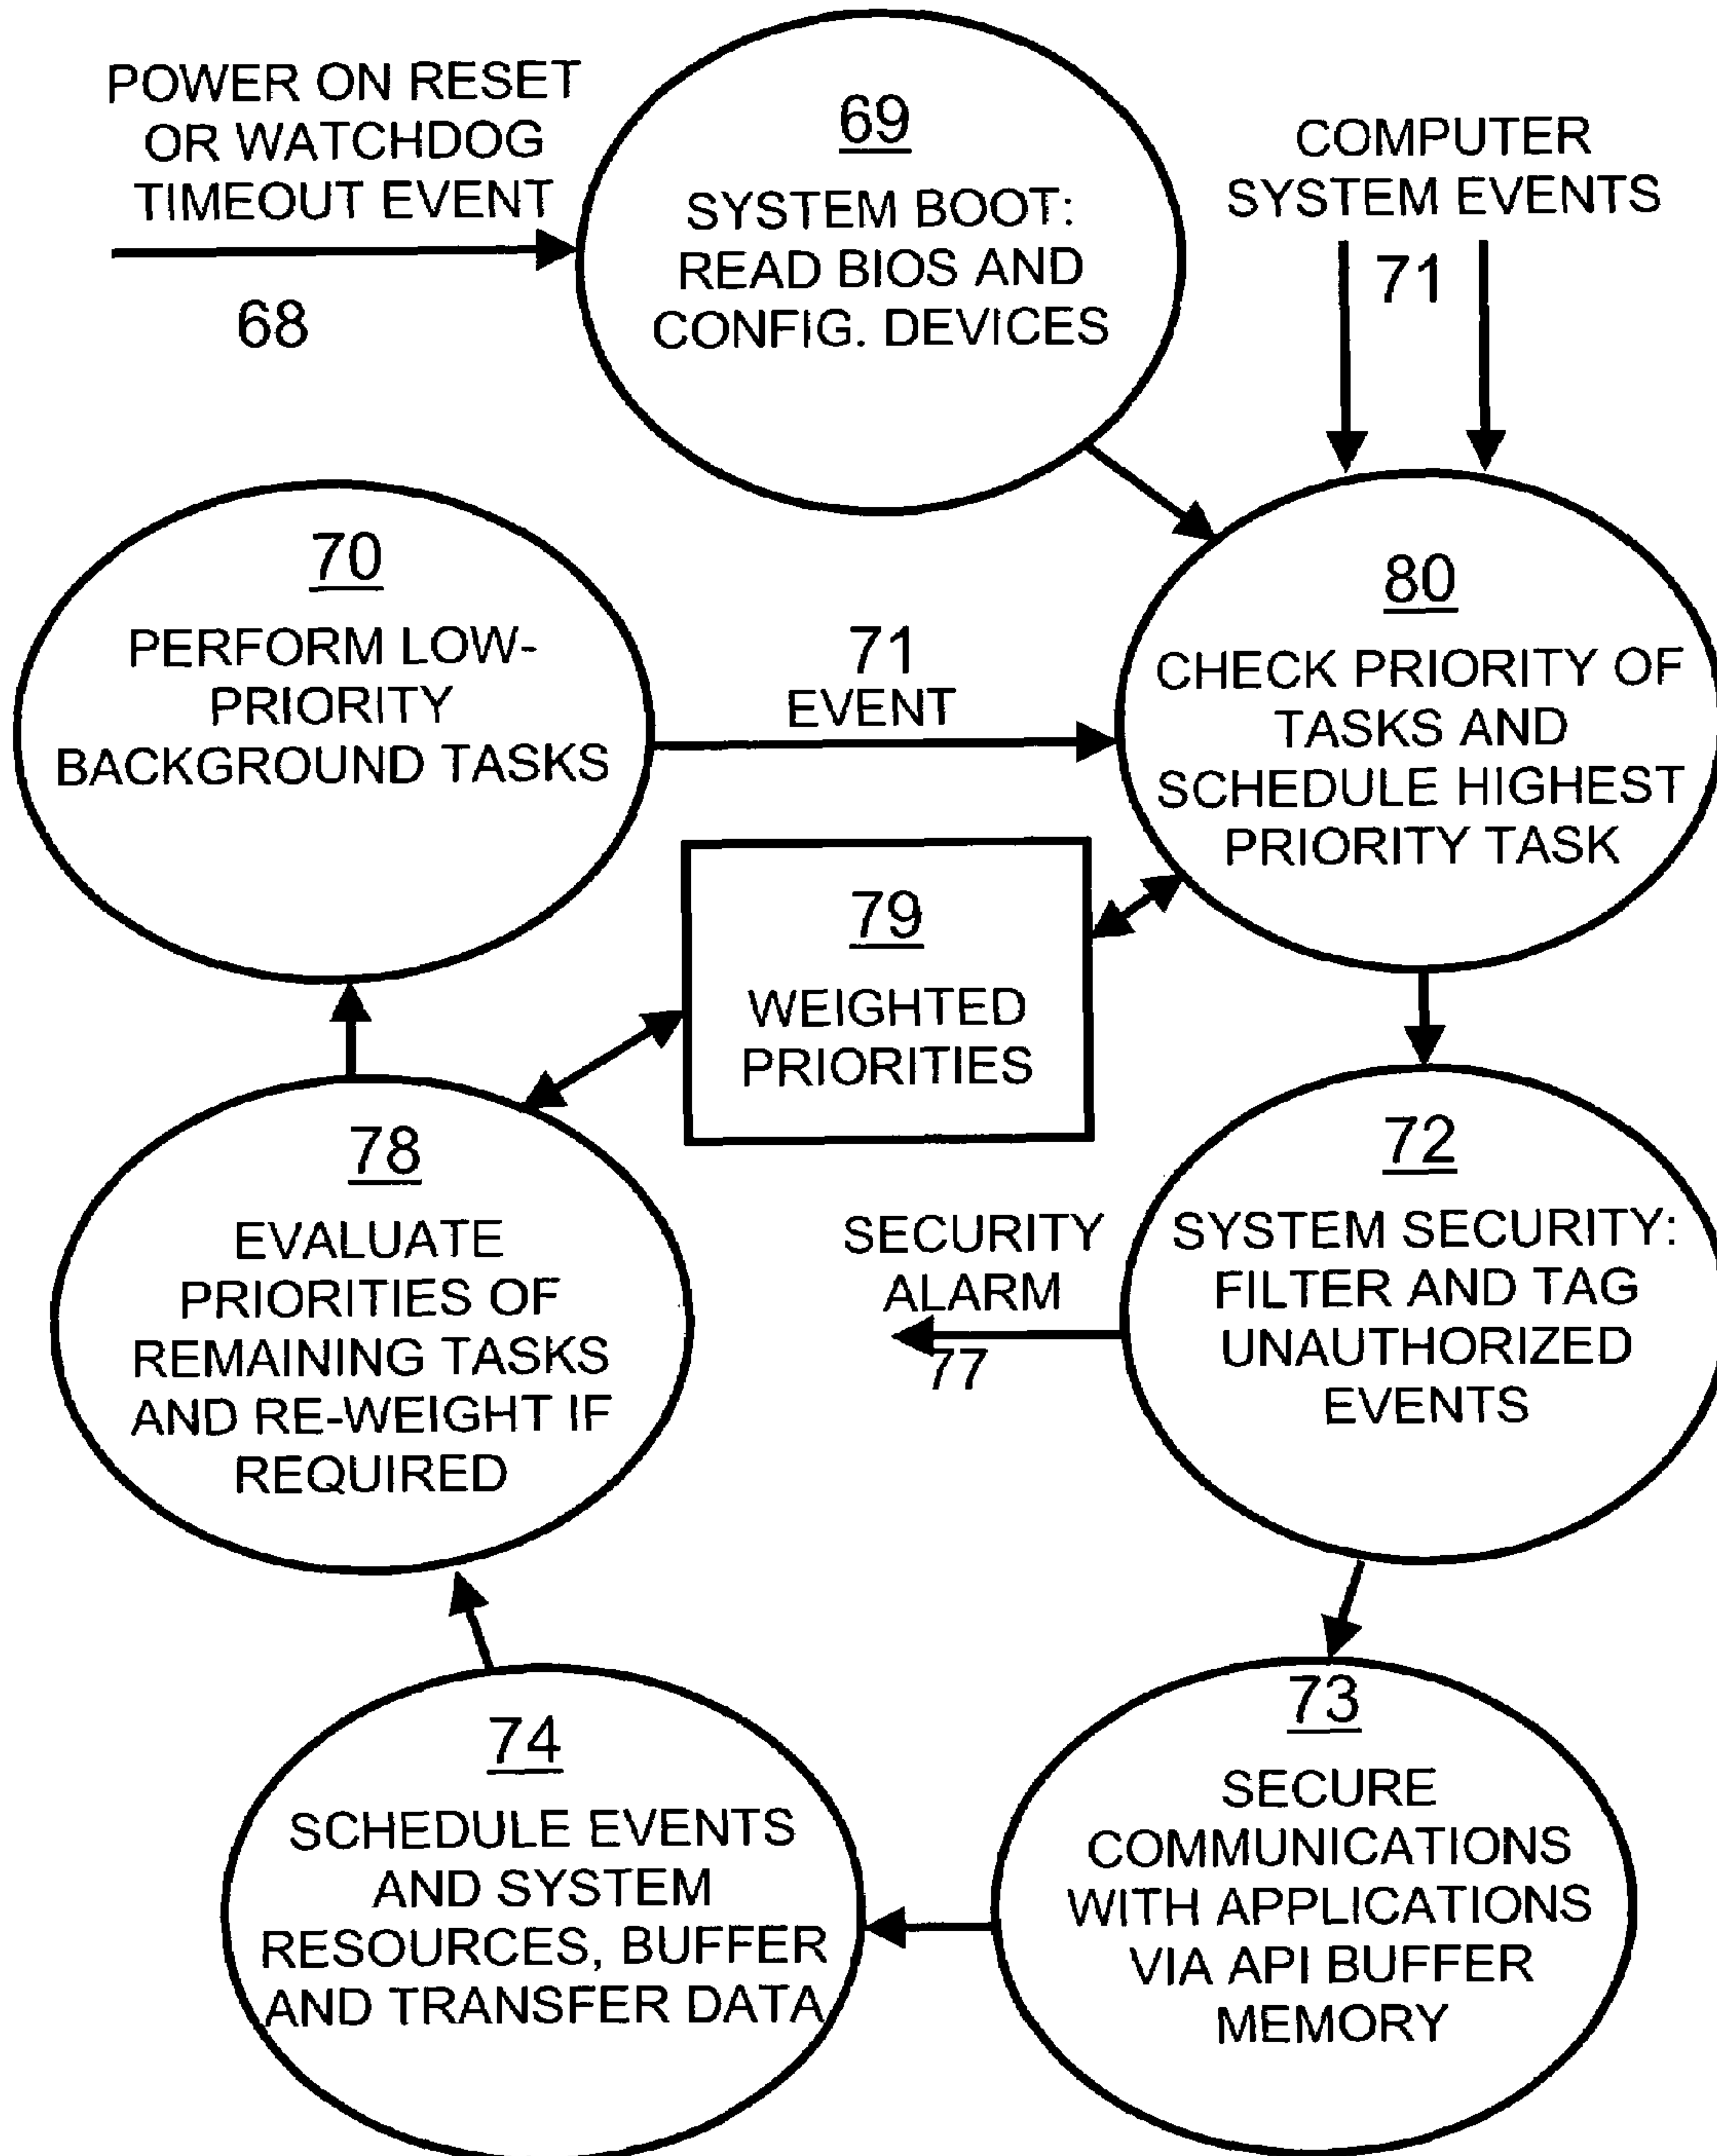 POWER ON RESET
OR WATCHDOG
TIMEOUT EVENT
68
69
SYSTEM BOOT:
READ BIOS AND
CONFIG. DEVICES
COMPUTER
SYSTEM EVENTS
71
70
PERFORM LOW-
PRIORITY
BACKGROUND TASKS
71
EVENT
80
CHECK PRIORITY OF
TASKS AND
SCHEDULE HIGHEST
PRIORITY TASK
79
WEIGHTED
PRIORITIES
78
EVALUATE
PRIORITIES OF
REMAINING TASKS
AND RE-WEIGHT IF
REQUIRED
SECURITY
ALARM
77
72
SYSTEM SECURITY:
FILTER AND TAG
UNAUTHORIZED
EVENTS
74
SCHEDULE EVENTS
AND SYSTEM
RESOURCES, BUFFER
AND TRANSFER DATA
73
SECURE
COMMUNICATIONS
WITH APPLICATIONS
VIA API BUFFER
MEMORY